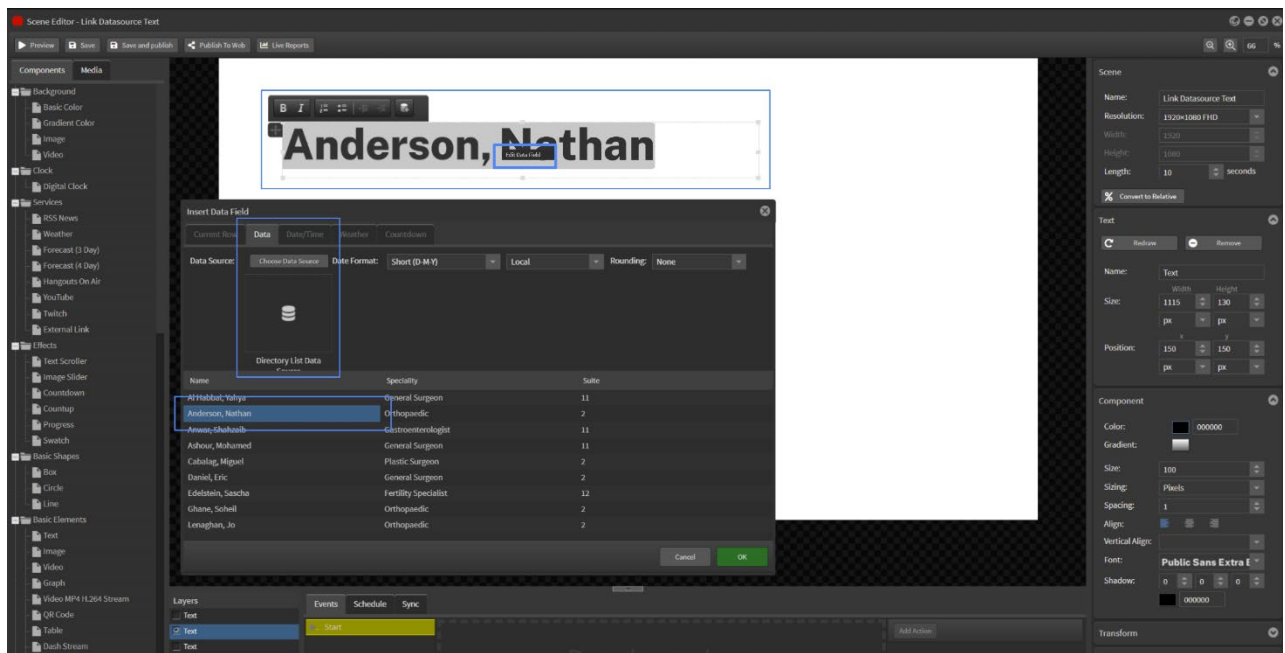 Scene Editor - Link Datasource Text
Preview Save Save and publish Publish To Web Live Reports
66 %
Components Media
Background
Basic Color
Gradient Color
Image
Video
Clock
Digital Clock
Services
RSS News
Weather
Forecast (3 Day)
Forecast (4 Day)
Hangouts On Air
YouTube
Twitch
External Link
Effects
Text Scroller
Image Slider
Countdown
Countup
Progress
Swatch
Basic Shapes
Box
Circle
Line
Basic Elements
Text
Image
Video
Graph
Video MP4 H.264 Stream
QR Code
Table
Dash Stream
B I
Anderson, Nathan
Edit Data Field
Insert Data Field
Current Row Data Date/Time Weather Countdown
Data Source: Choose Data Source Date Format: Short (D-M-Y) Local Rounding: None
Directory List Data
Source
Name Speciality Suite
Al Habbal, Yahya General Surgeon 11
Anderson, Nathan Orthopaedic 2
Anwar, Shahzaib Gastroenterologist 11
Ashour, Mohamed General Surgeon 11
Cabalag, Miguel Plastic Surgeon 2
Daniel, Eric General Surgeon 2
Edelstein, Sascha Fertility Specialist 12
Ghane, Soheil Orthopaedic 2
Lenaghan, Jo Orthopaedic 2
Cancel OK
Layers
Text
Text
Text
Events Schedule Sync
Start
Add Action
Scene
Name: Link Datasource Text
Resolution: 1920×1080 FHD
Width: 1920
Height: 1080
Length: 10 seconds
Convert to Relative
Text
Redraw Remove
Name: Text
Width Height
Size: 1115 130
px px
x y
Position: 150 150
px px
Component
Color: 000000
Gradient:
Size: 100
Sizing: Pixels
Spacing: 1
Align:
Vertical Align:
Font: Public Sans Extra
Shadow: 0 0 0
000000
Transform